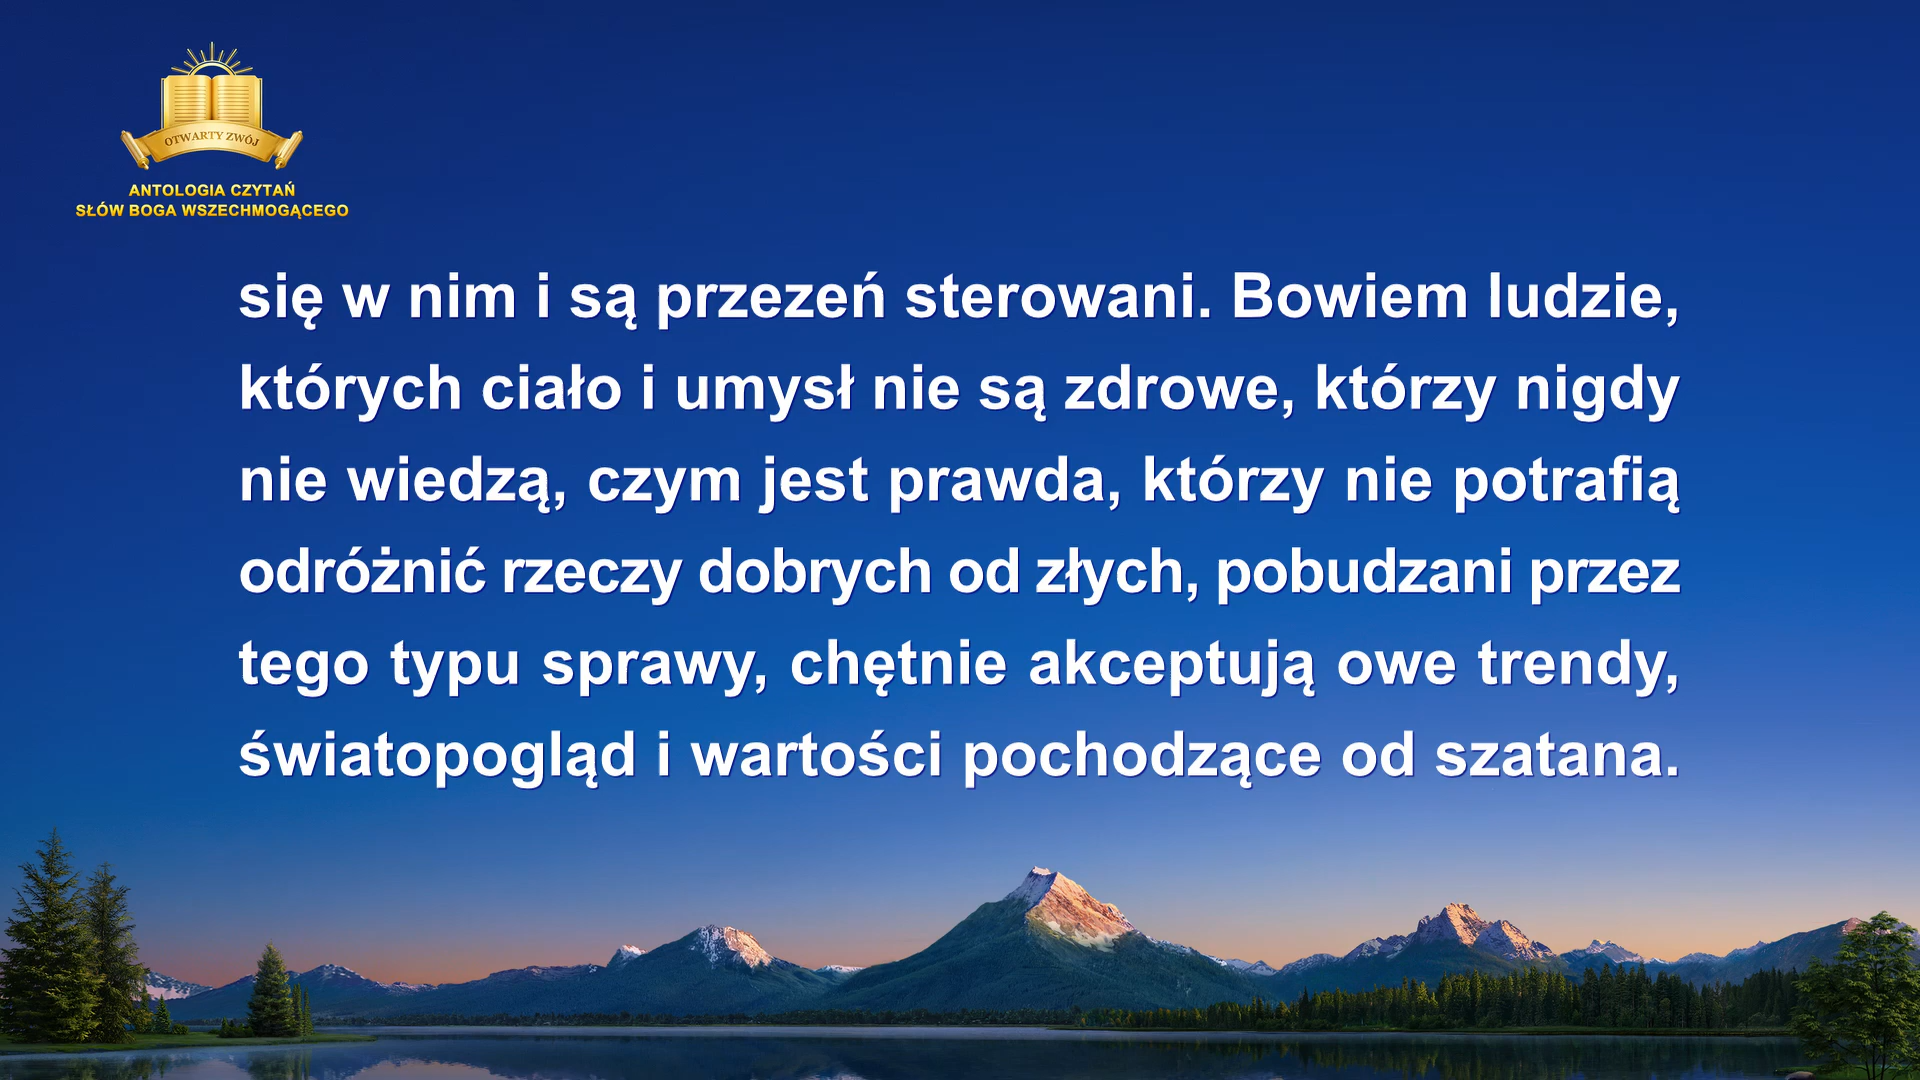 OTWARTY ZWÓJ
ANTOLOGIA CZYTAŃ
SŁÓW BOGA WSZECHMOGĄCEGO
się w nim i są przezeń sterowani. Bowiem ludzie,
których ciało i umysł nie są zdrowe, którzy nigdy
nie wiedzą, czym jest prawda, którzy nie potrafią
odróżnić rzeczy dobrych od złych, pobudzani przez
tego typu sprawy, chętnie akceptują owe trendy,
światopogląd i wartości pochodzące od szatana.